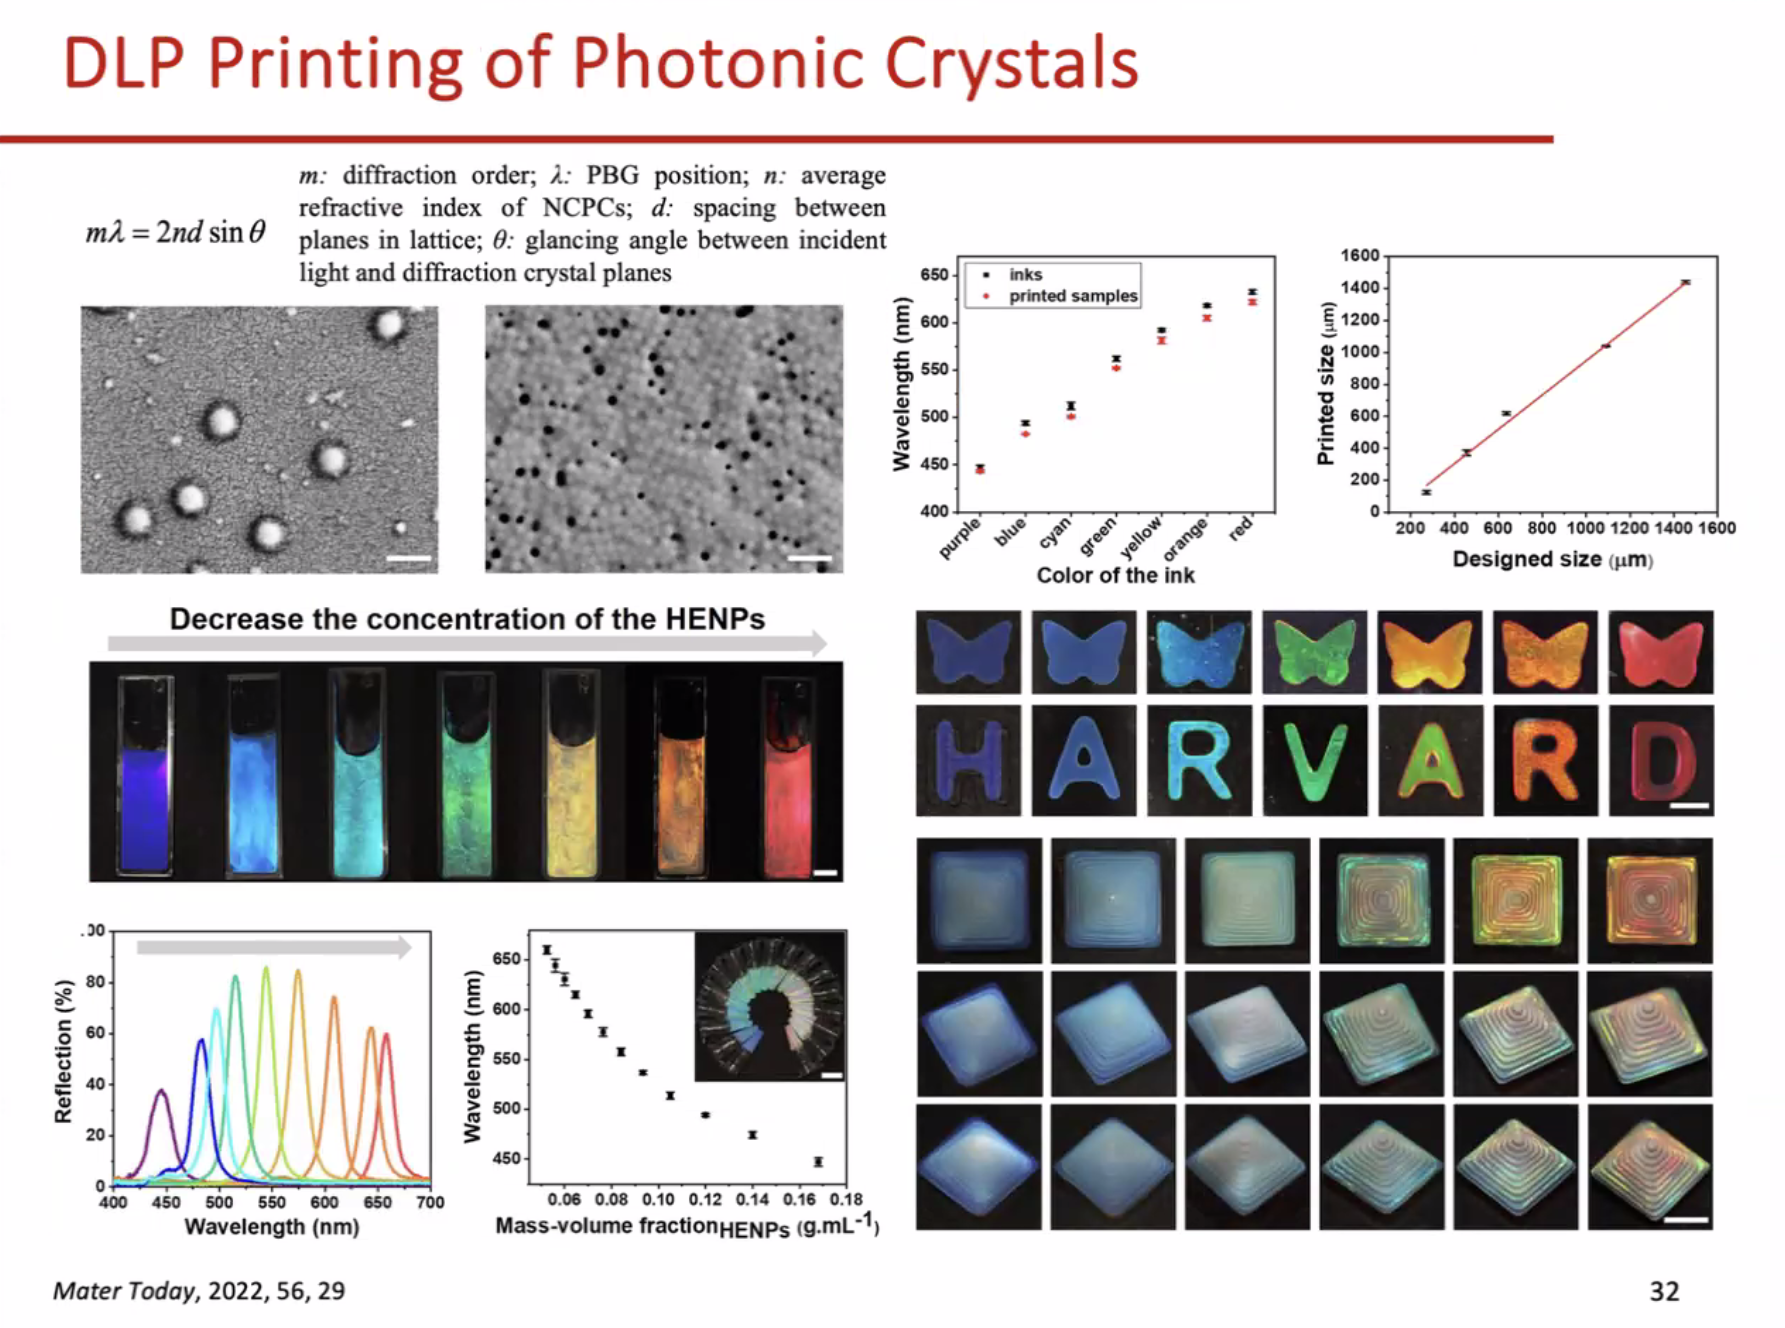 DLP Printing of Photonic Crystals
mλ = 2nd sin θ
m: diffraction order; λ: PBG position; n: average
refractive index of NCPCs; d: spacing between
planes in lattice; θ: glancing angle between incident
light and diffraction crystal planes
650
600
550
500
450
400
Wavelength (nm)
inks
printed samples
purple
blue
cyan
green
yellow
orange
red
Color of the ink
1600
1400
1200
1000
800
600
400
200
0
Printed size (μm)
200 400 600 800 1000 1200 1400 1600
Designed size (μm)
Decrease the concentration of the HENPs
H A R V A R D
80
60
40
20
0
Reflection (%)
400 450 500 550 600 650 700
Wavelength (nm)
650
600
550
500
450
Wavelength (nm)
0.06 0.08 0.10 0.12 0.14 0.16 0.18
Mass-volume fraction HENPs (g.mL-1)
Mater Today, 2022, 56, 29
32